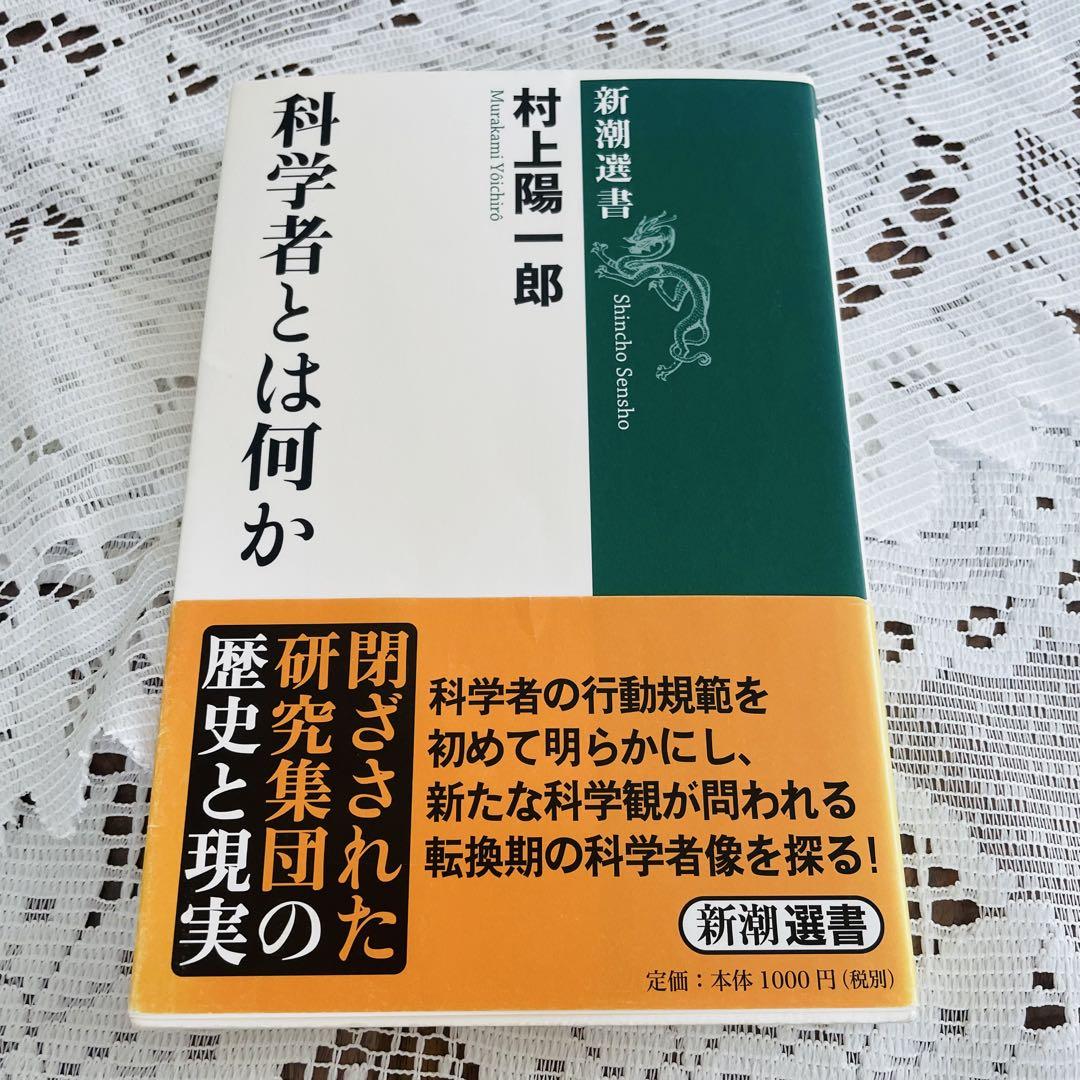 新潮選書
Shincho Sensho
村上陽一郎
Murakami Yôichirô
科学者とは何か
閉ざされた
研究集団の
歴史と現実
科学者の行動規範を
初めて明らかにし、
新たな科学観が問われる
転換期の科学者像を探る!
新潮選書
定価:本体1000円(税別)